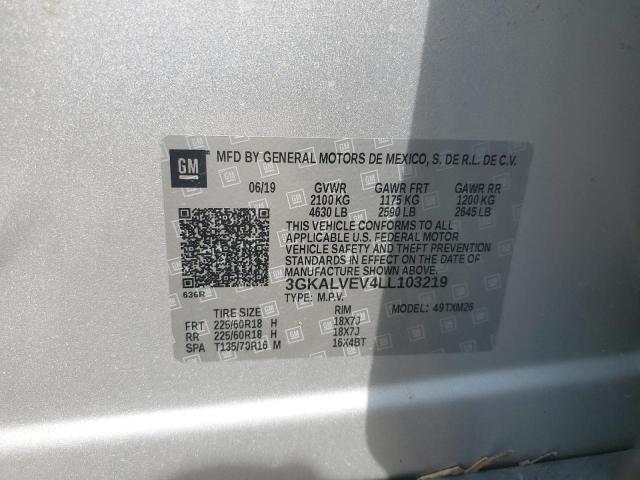 GM MFD BY GENERAL MOTORS DE MEXICO, S. DE R.L. DE C.V.
06/19 GVWR GAWR FRT GAWR RR
2100 KG 1175 KG 1200 KG
4630 LB 2590 LB 2645 LB
THIS VEHICLE CONFORMS TO ALL
APPLICABLE U.S. FEDERAL MOTOR
VEHICLE SAFETY AND THEFT PREVENTION
STANDARDS IN EFFECT ON THE DATE OF
MANUFACTURE SHOWN ABOVE.
636R 3GKALVEV4LL103219
TYPE: M.P.V. MODEL: 49TXM26
TIRE SIZE RIM
FRT 225/60R18 H 18X7J
RR 225/60R18 H 18X7J
SPA T135/70R16 M 16X4BT